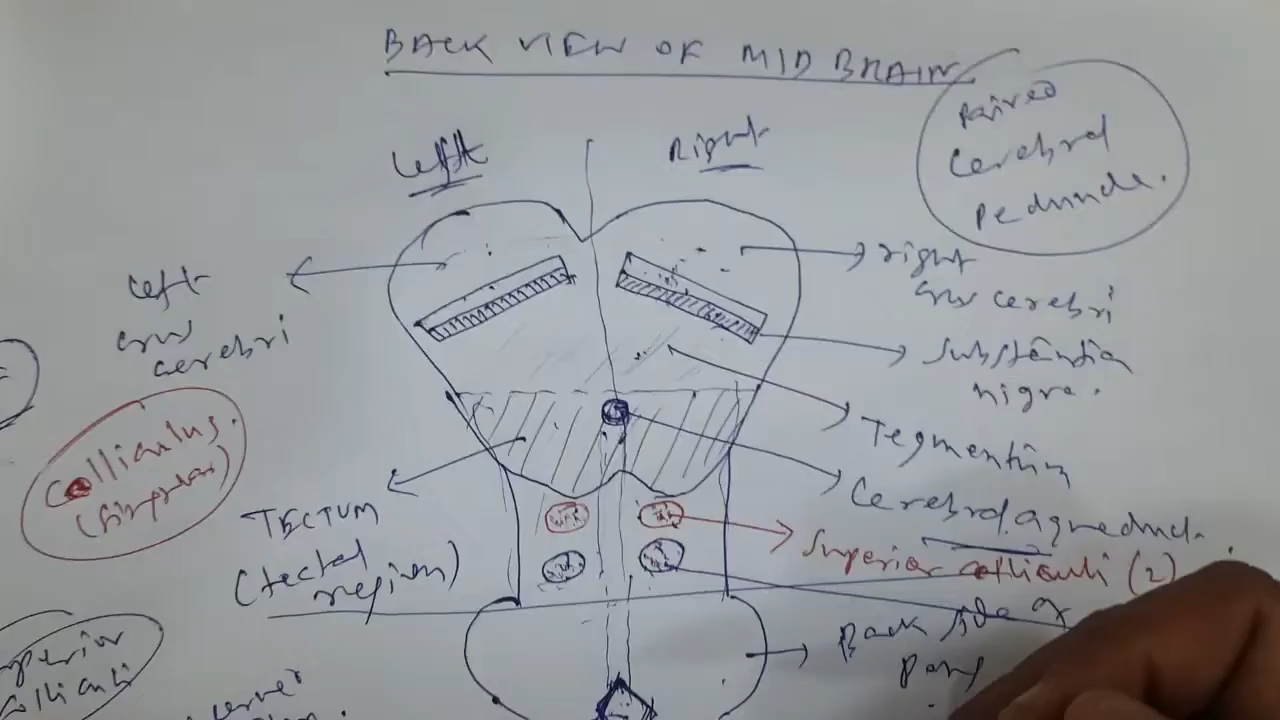 BACK VIEW OF MID BRAIN
Paired
Cerebral
Peduncle.
Left
Right
Left
crus
cerebri
right
crus cerebri
Substantia
nigra.
Tegmentum
Cerebral aqueduct.
Superior colliculi (2)
Colliculus.
(singular)
TECTUM
(tectal
region)
Back side of
Pons
colliculi